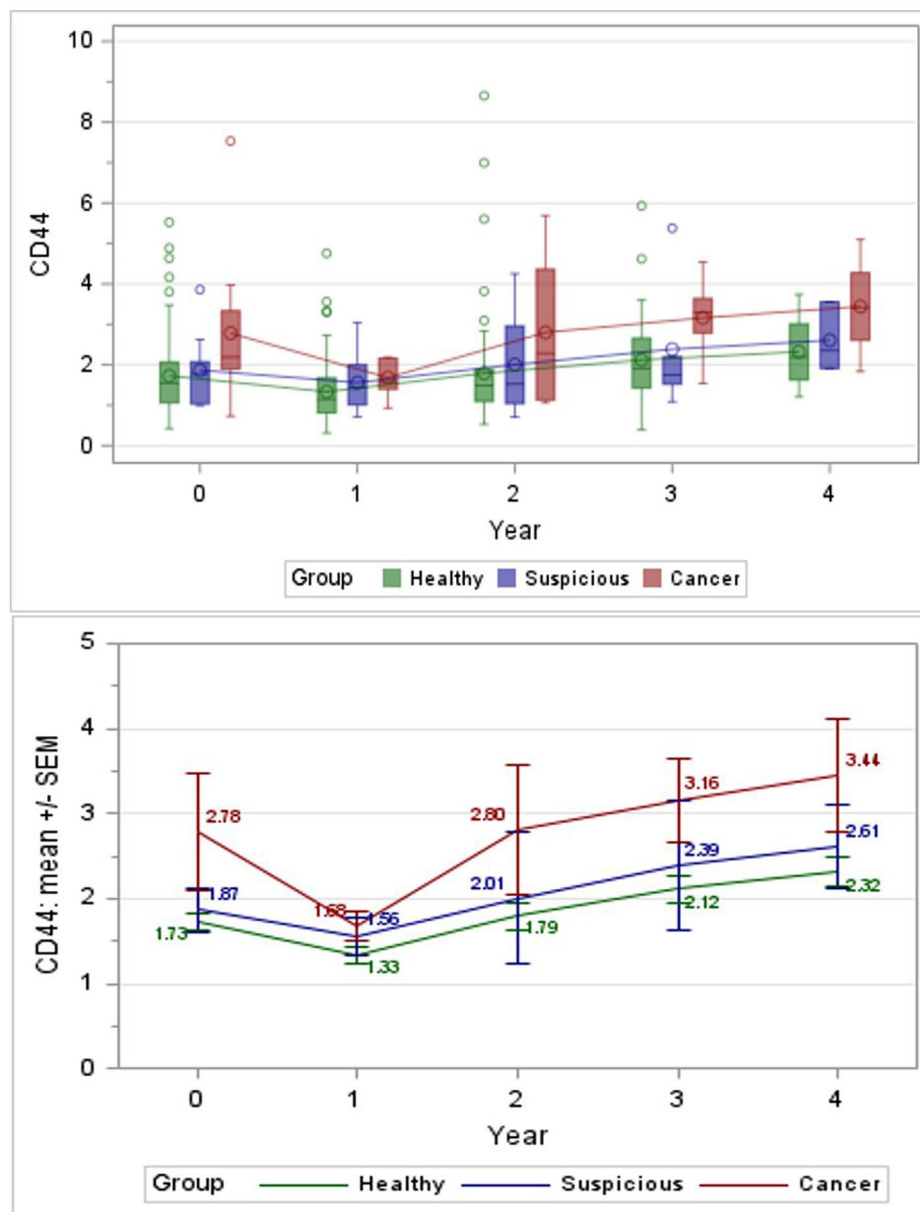 10
8
6
4
2
0
CD44
0 1 2 3 4
Year
Group Healthy Suspicious Cancer
5
4
3
2
1
0
CD44: mean +/- SEM
3.44
3.16
2.78 2.80
2.61
2.39
2.32
2.01
1.87 2.12
1.73 1.68 1.56 1.79
1.33
0 1 2 3 4
Year
Group Healthy Suspicious Cancer